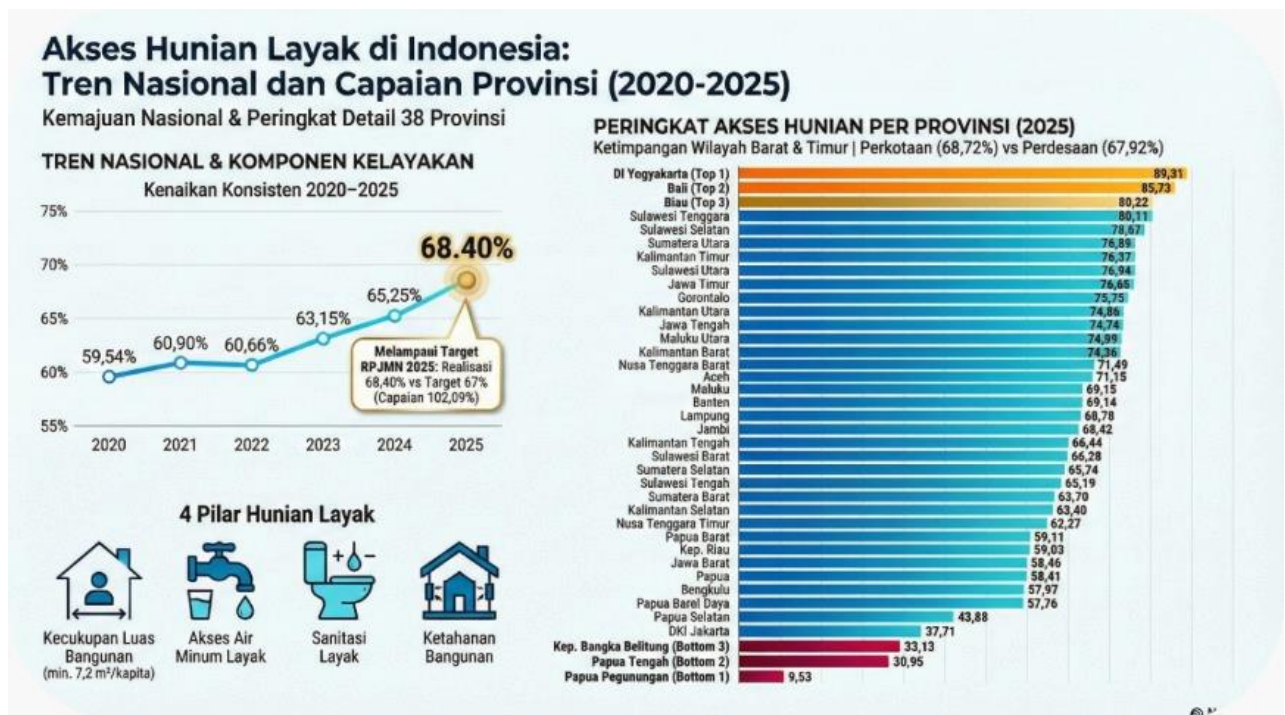 Akses Hunian Layak di Indonesia:
Tren Nasional dan Capaian Provinsi (2020-2025)
Kemajuan Nasional & Peringkat Detail 38 Provinsi
TREN NASIONAL & KOMPONEN KELAYAKAN
Kenaikan Konsisten 2020–2025
75%
70%
65%
60%
55%
59,54%
60,90%
60,66%
63,15%
65,25%
68.40%
Melampaui Target
RPJMN 2025: Realisasi
68,40% vs Target 67%
(Capaian 102,09%)
2020 2021 2022 2023 2024 2025
4 Pilar Hunian Layak
Kecukupan Luas
Bangunan
(min. 7,2 m²/kapita)
Akses Air
Minum Layak
Sanitasi
Layak
Ketahanan
Bangunan
PERINGKAT AKSES HUNIAN PER PROVINSI (2025)
Ketimpangan Wilayah Barat & Timur | Perkotaan (68,72%) vs Perdesaan (67,92%)
DI Yogyakarta (Top 1) 89,31
Bali (Top 2) 85,73
Biau (Top 3) 80,22
Sulawesi Tenggara 80,11
Sulawesi Selatan 78,67
Sumatera Utara 76,89
Kalimantan Timur 76,37
Sulawesi Utara 76,94
Jawa Timur 76,65
Gorontalo 75,75
Kalimantan Utara 74,86
Jawa Tengah 74,74
Maluku Utara 74,99
Kalimantan Barat 74,36
Nusa Tenggara Barat 71,49
Aceh 71,15
Maluku 69,15
Banten 69,14
Lampung 68,78
Jambi 68,42
Kalimantan Tengah 66,44
Sulawesi Barat 66,28
Sumatera Selatan 65,74
Sulawesi Tengah 65,19
Sumatera Barat 63,70
Kalimantan Selatan 63,40
Nusa Tenggara Timur 62,27
Papua Barat 59,11
Kep. Riau 59,03
Jawa Barat 58,46
Papua 58,41
Bengkulu 57,97
Papua Barel Daya 57,76
Papua Selatan 43,88
DKI Jakarta 37,71
Kep. Bangka Belitung (Bottom 3) 33,13
Papua Tengah (Bottom 2) 30,95
Papua Pegunungan (Bottom 1) 9,53